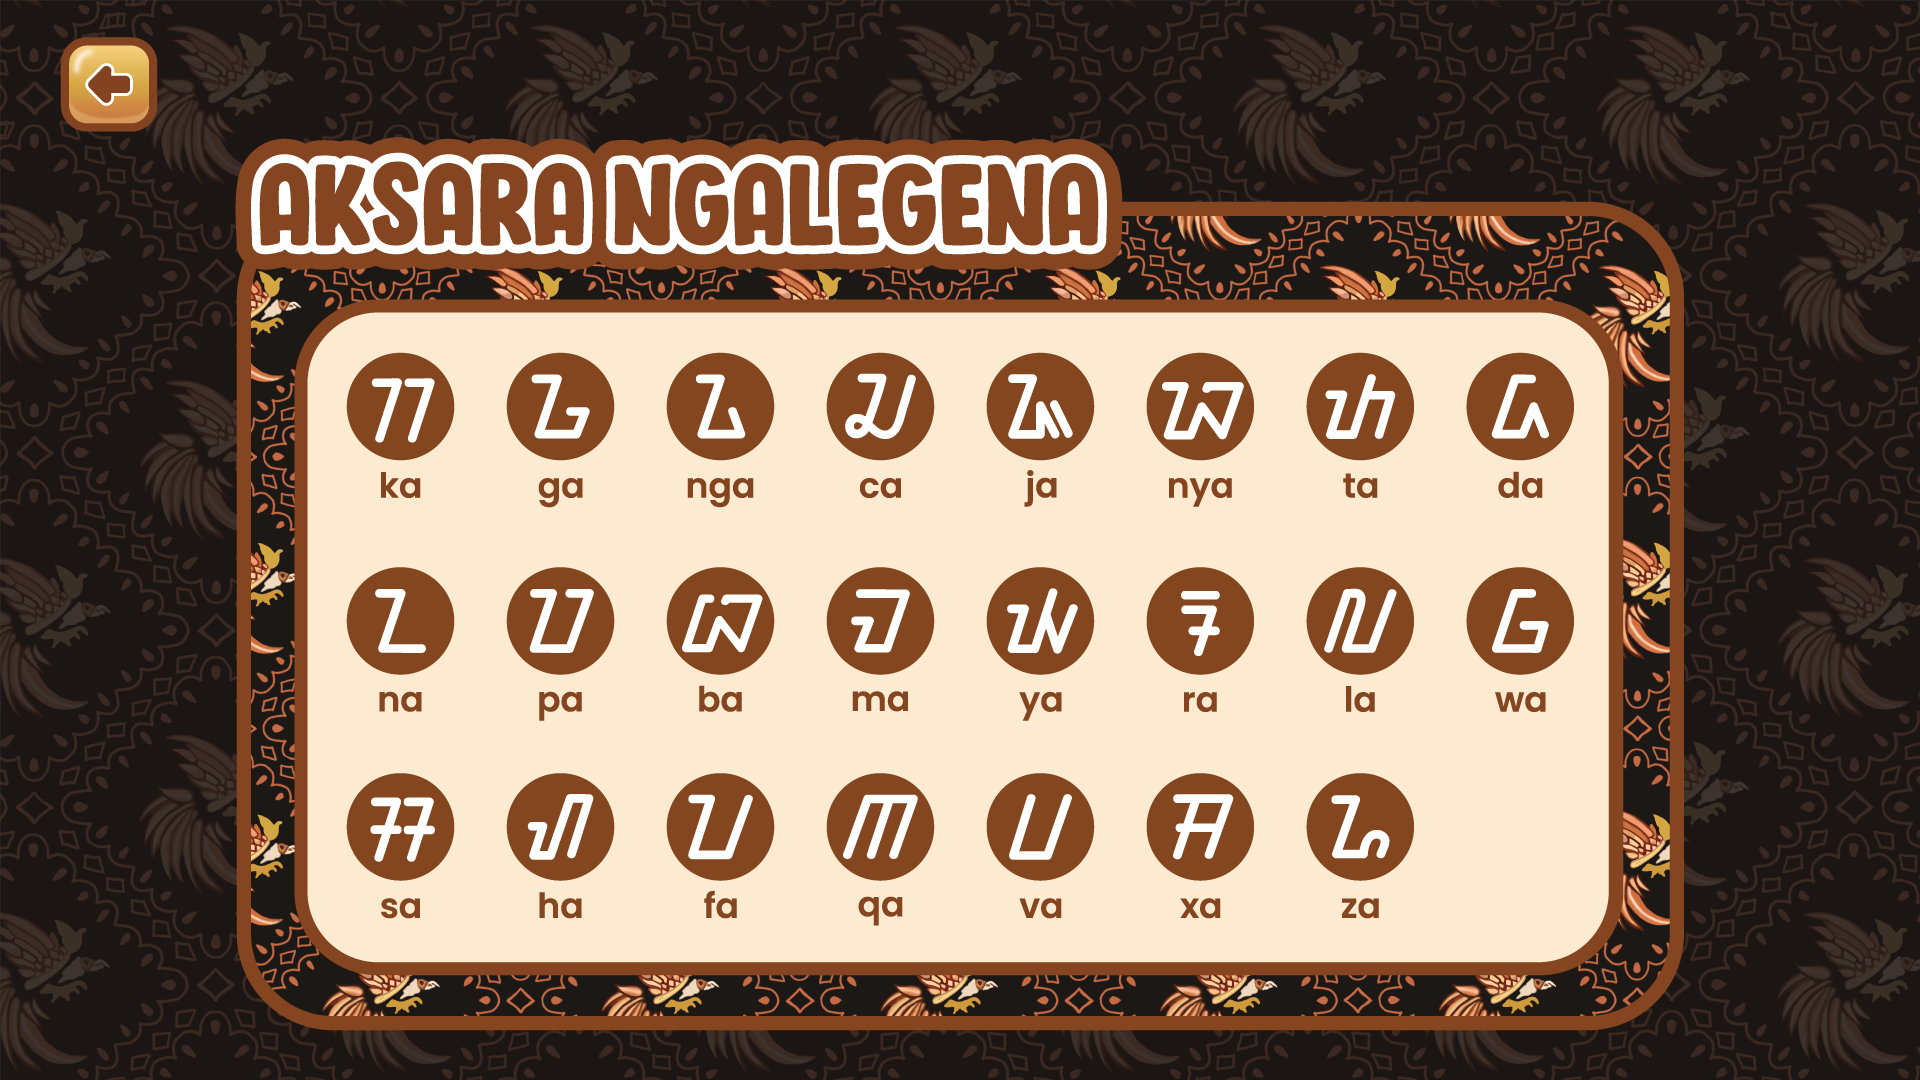 AKSARA NGALEGENA
ᮊ ᮌ ᮍ ᮎ ᮏ ᮑ ᮒ ᮓ
ka ga nga ca ja nya ta da
ᮔ ᮕ ᮘ ᮙ ᮚ ᮛ ᮜ ᮝ
na pa ba ma ya ra la wa
ᮞ ᮠ ᮖ ᮋ ᮗ ᮟ ᮐ
sa ha fa qa va xa za